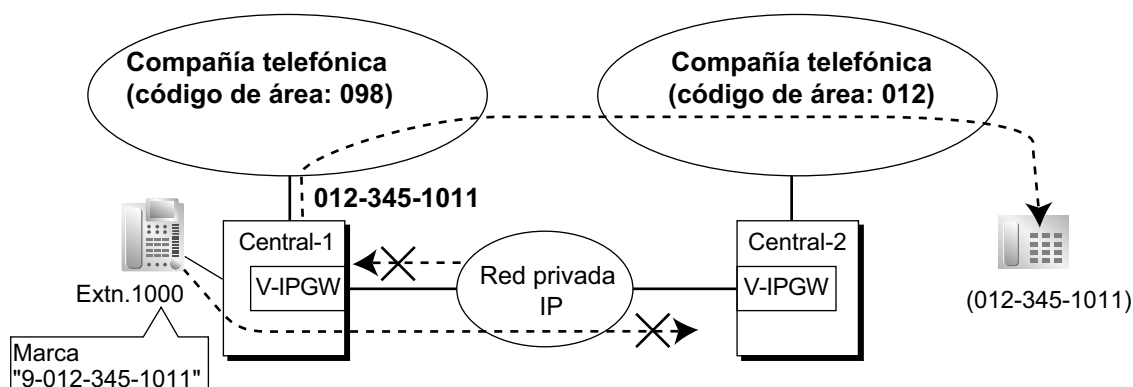 Compañía telefónica
(código de área: 098)
Compañía telefónica
(código de área: 012)
012-345-1011
Central-1
V-IPGW
Extn.1000
Red privada
IP
Central-2
V-IPGW
(012-345-1011)
Marca
"9-012-345-1011"